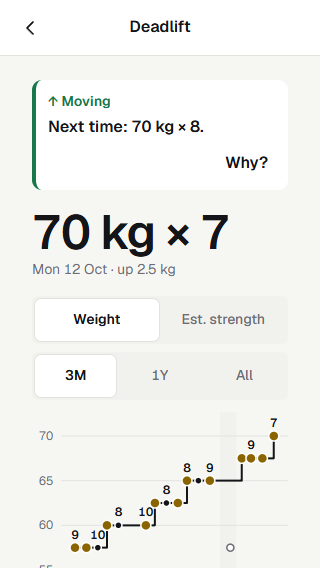 Deadlift
↑ Moving
Next time: 70 kg × 8.
Why?
70 kg × 7
Mon 12 Oct · up 2.5 kg
Weight Est. strength
3M 1Y All
7
70
9
8 9
65
8
10
8
60
9 10
55